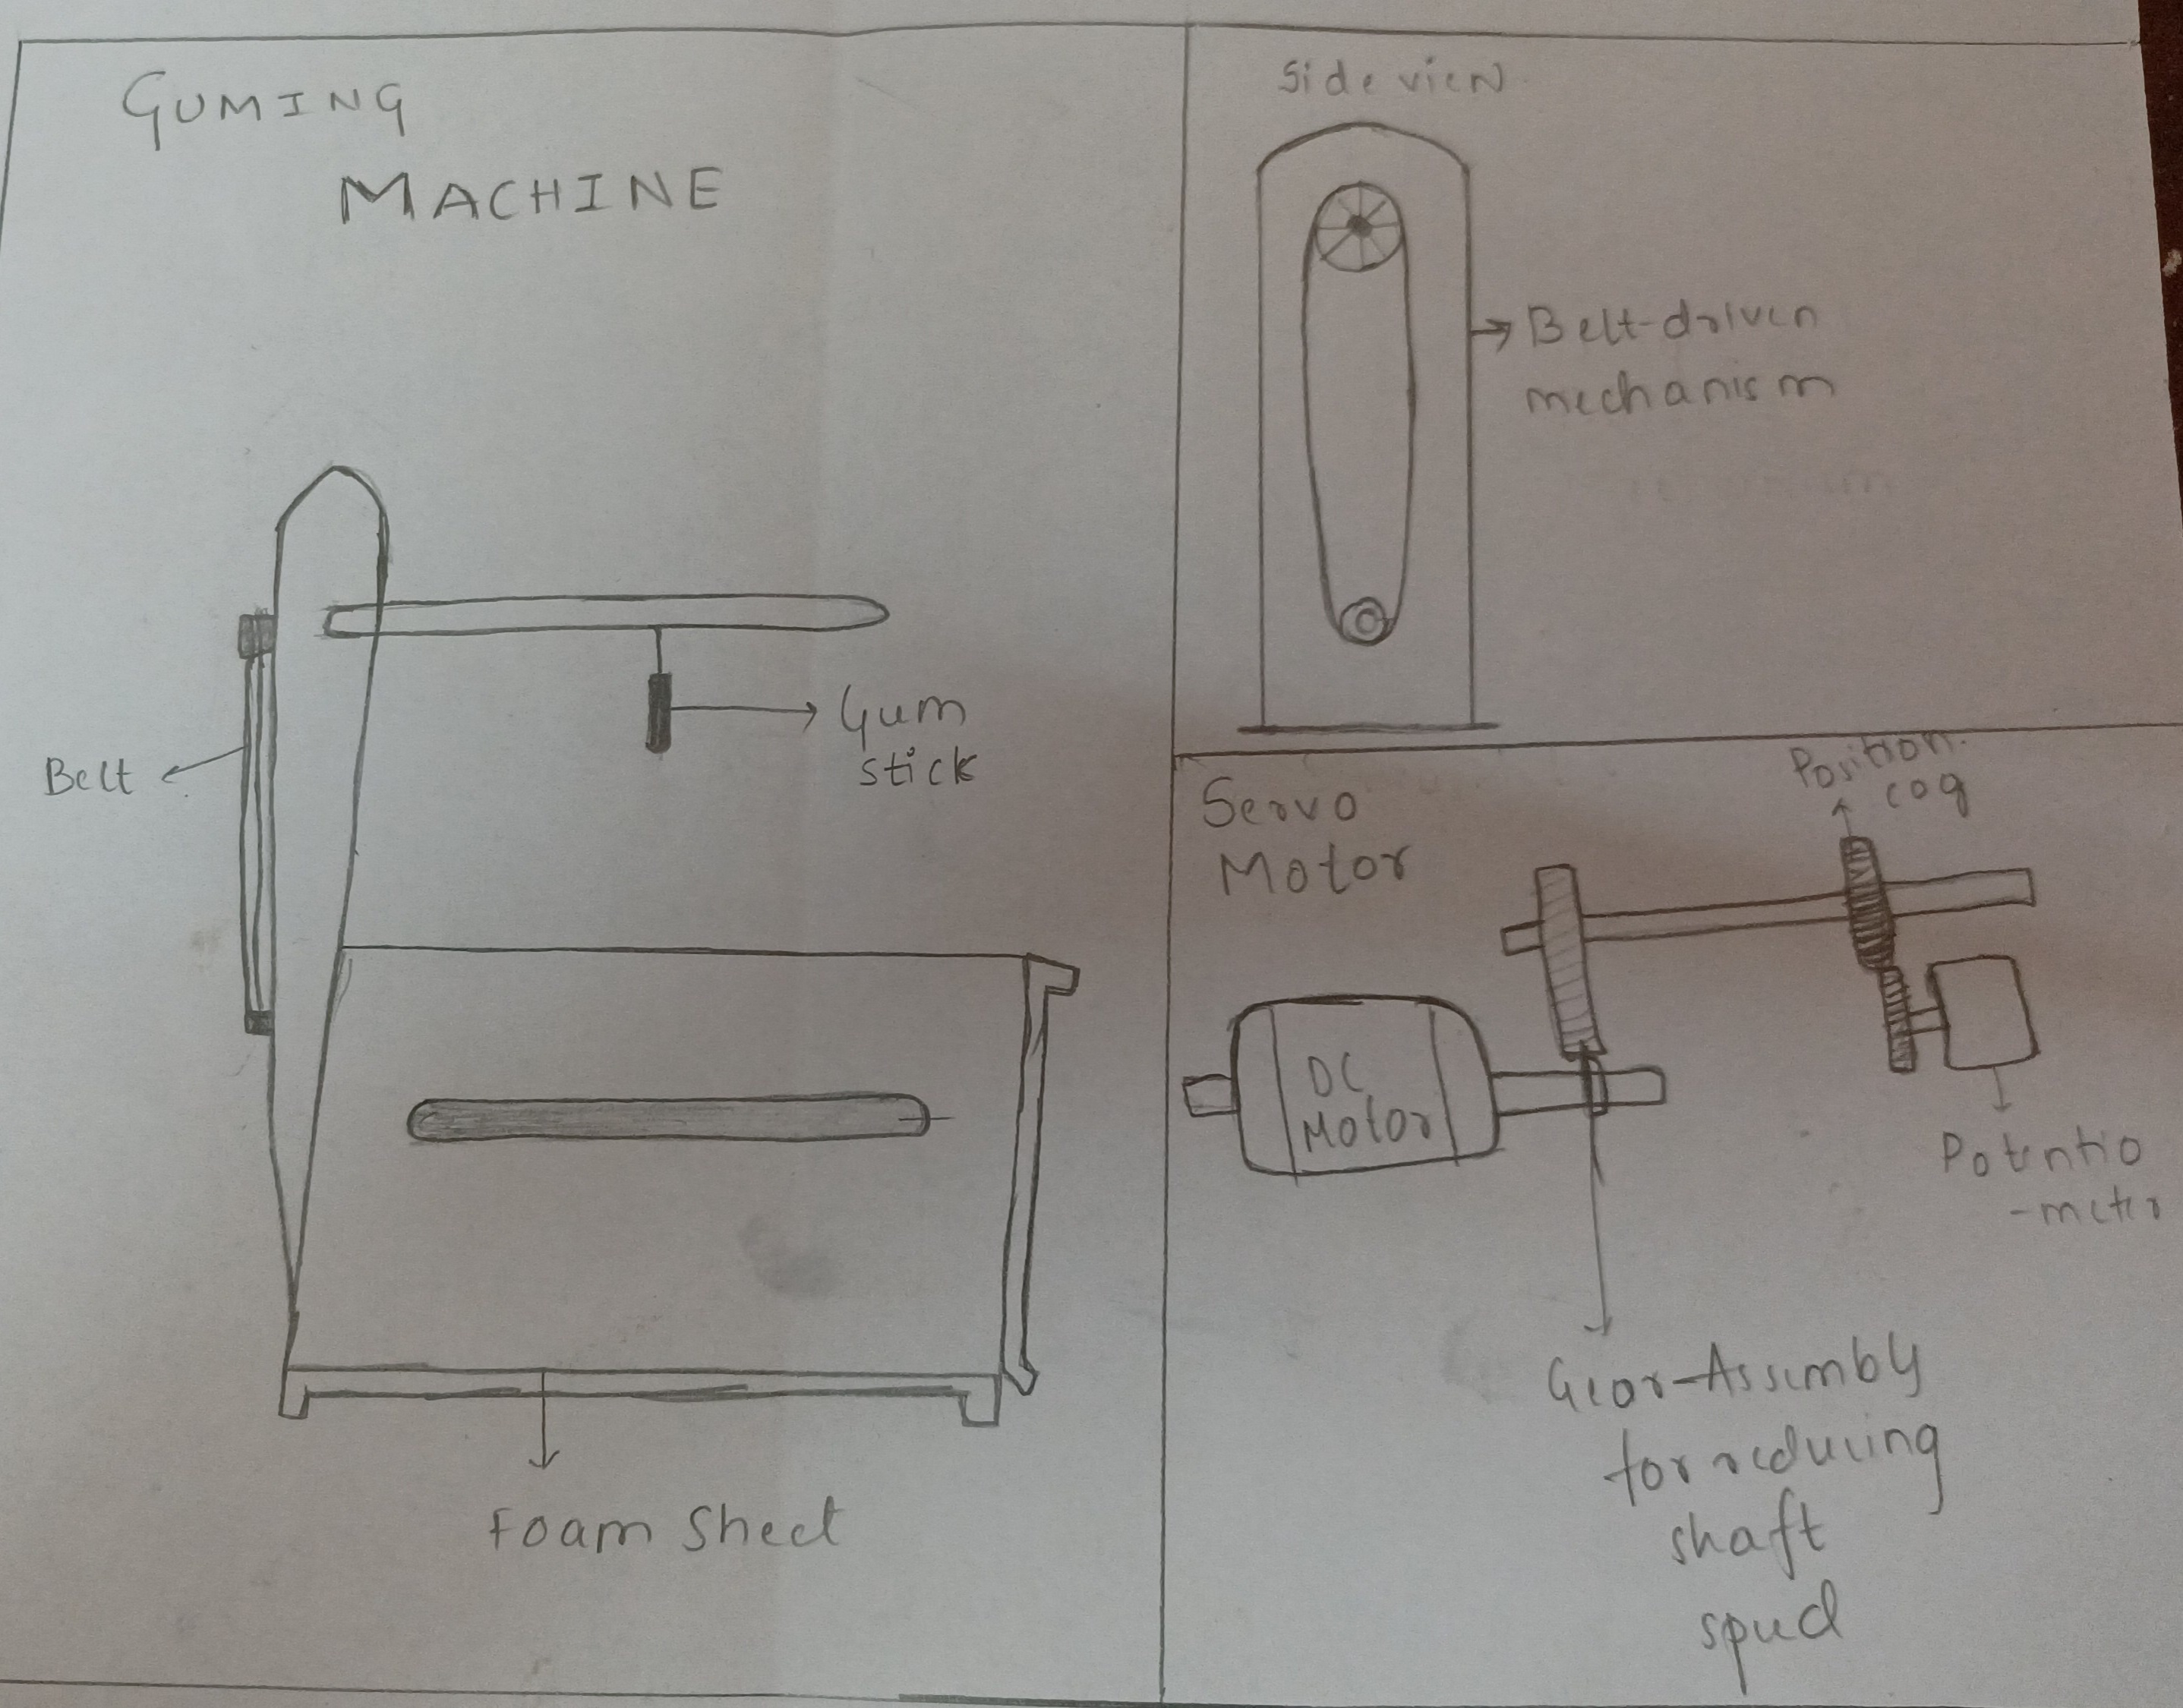 GUMING
MACHINE
Belt
Gum
stick
Foam Sheet
Side view
Belt-driven
mechanism
Servo
Motor
Position
cog
DC
Motor
Potentio
-meter
Gear-Assembly
for reducing
shaft
speed